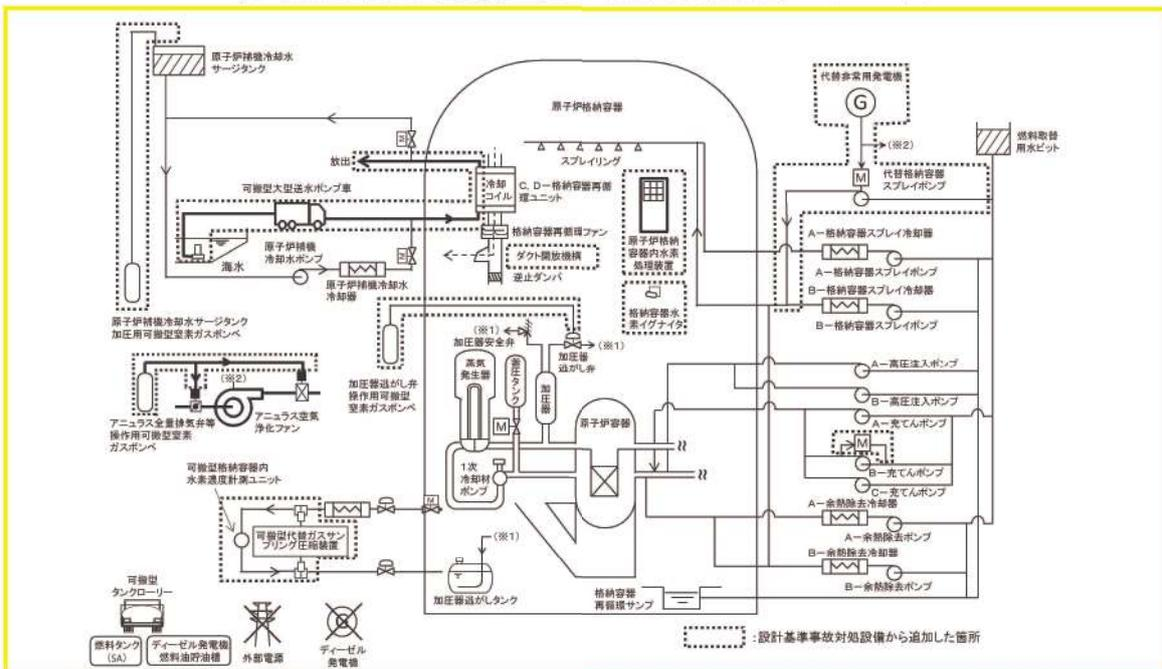 原子炉補機冷却水
サージタンク
原子炉格納容器
代替非常用発電機
G
(※2)
燃料取替
用水ピット
M
放出
スプレイリング
M
代替格納容器
スプレイポンプ
冷却
コイル
C、D-格納容器再循
環ユニット
可搬型大型送水ポンプ車
格納容器再循環ファン
原子炉格納
容器内水素
処理装置
A-格納容器スプレイ冷却器
海水
原子炉補機
冷却水ポンプ
M
ダクト開放機構
逆止ダンパ
A-格納容器スプレイポンプ
原子炉補機冷却水
冷却器
B-格納容器スプレイ冷却器
格納容器水
素イグナイタ
B-格納容器スプレイポンプ
原子炉補機冷却水サージタンク
加圧用可搬型窒素ガスボンベ
(※1)
加圧器安全弁
(※1)
加圧器
逃がし弁
蒸気
発生器
蓄圧タンク
加圧器
加圧器逃がし弁
操作用可搬型
窒素ガスボンベ
A-高圧注入ポンプ
(※2)
アニュラス空気
浄化ファン
アニュラス全量排気弁等
操作用可搬型窒素
ガスボンベ
B-高圧注入ポンプ
原子炉容器
A-充てんポンプ
M
M
B-充てんポンプ
C-充てんポンプ
1次
冷却材
ポンプ
可搬型格納容器内
水素濃度計測ユニット
M
A-余熱除去冷却器
可搬型代替ガスサン
プリング圧縮装置
(※1)
A-余熱除去ポンプ
B-余熱除去冷却器
B-余熱除去ポンプ
格納容器
再循環サンプ
加圧器逃がしタンク
可搬型
タンクローリー
燃料タンク
(SA)
ディーゼル発電機
燃料油貯油槽
外部電源
ディーゼル
発電機
:設計基準事故対処設備から追加した箇所